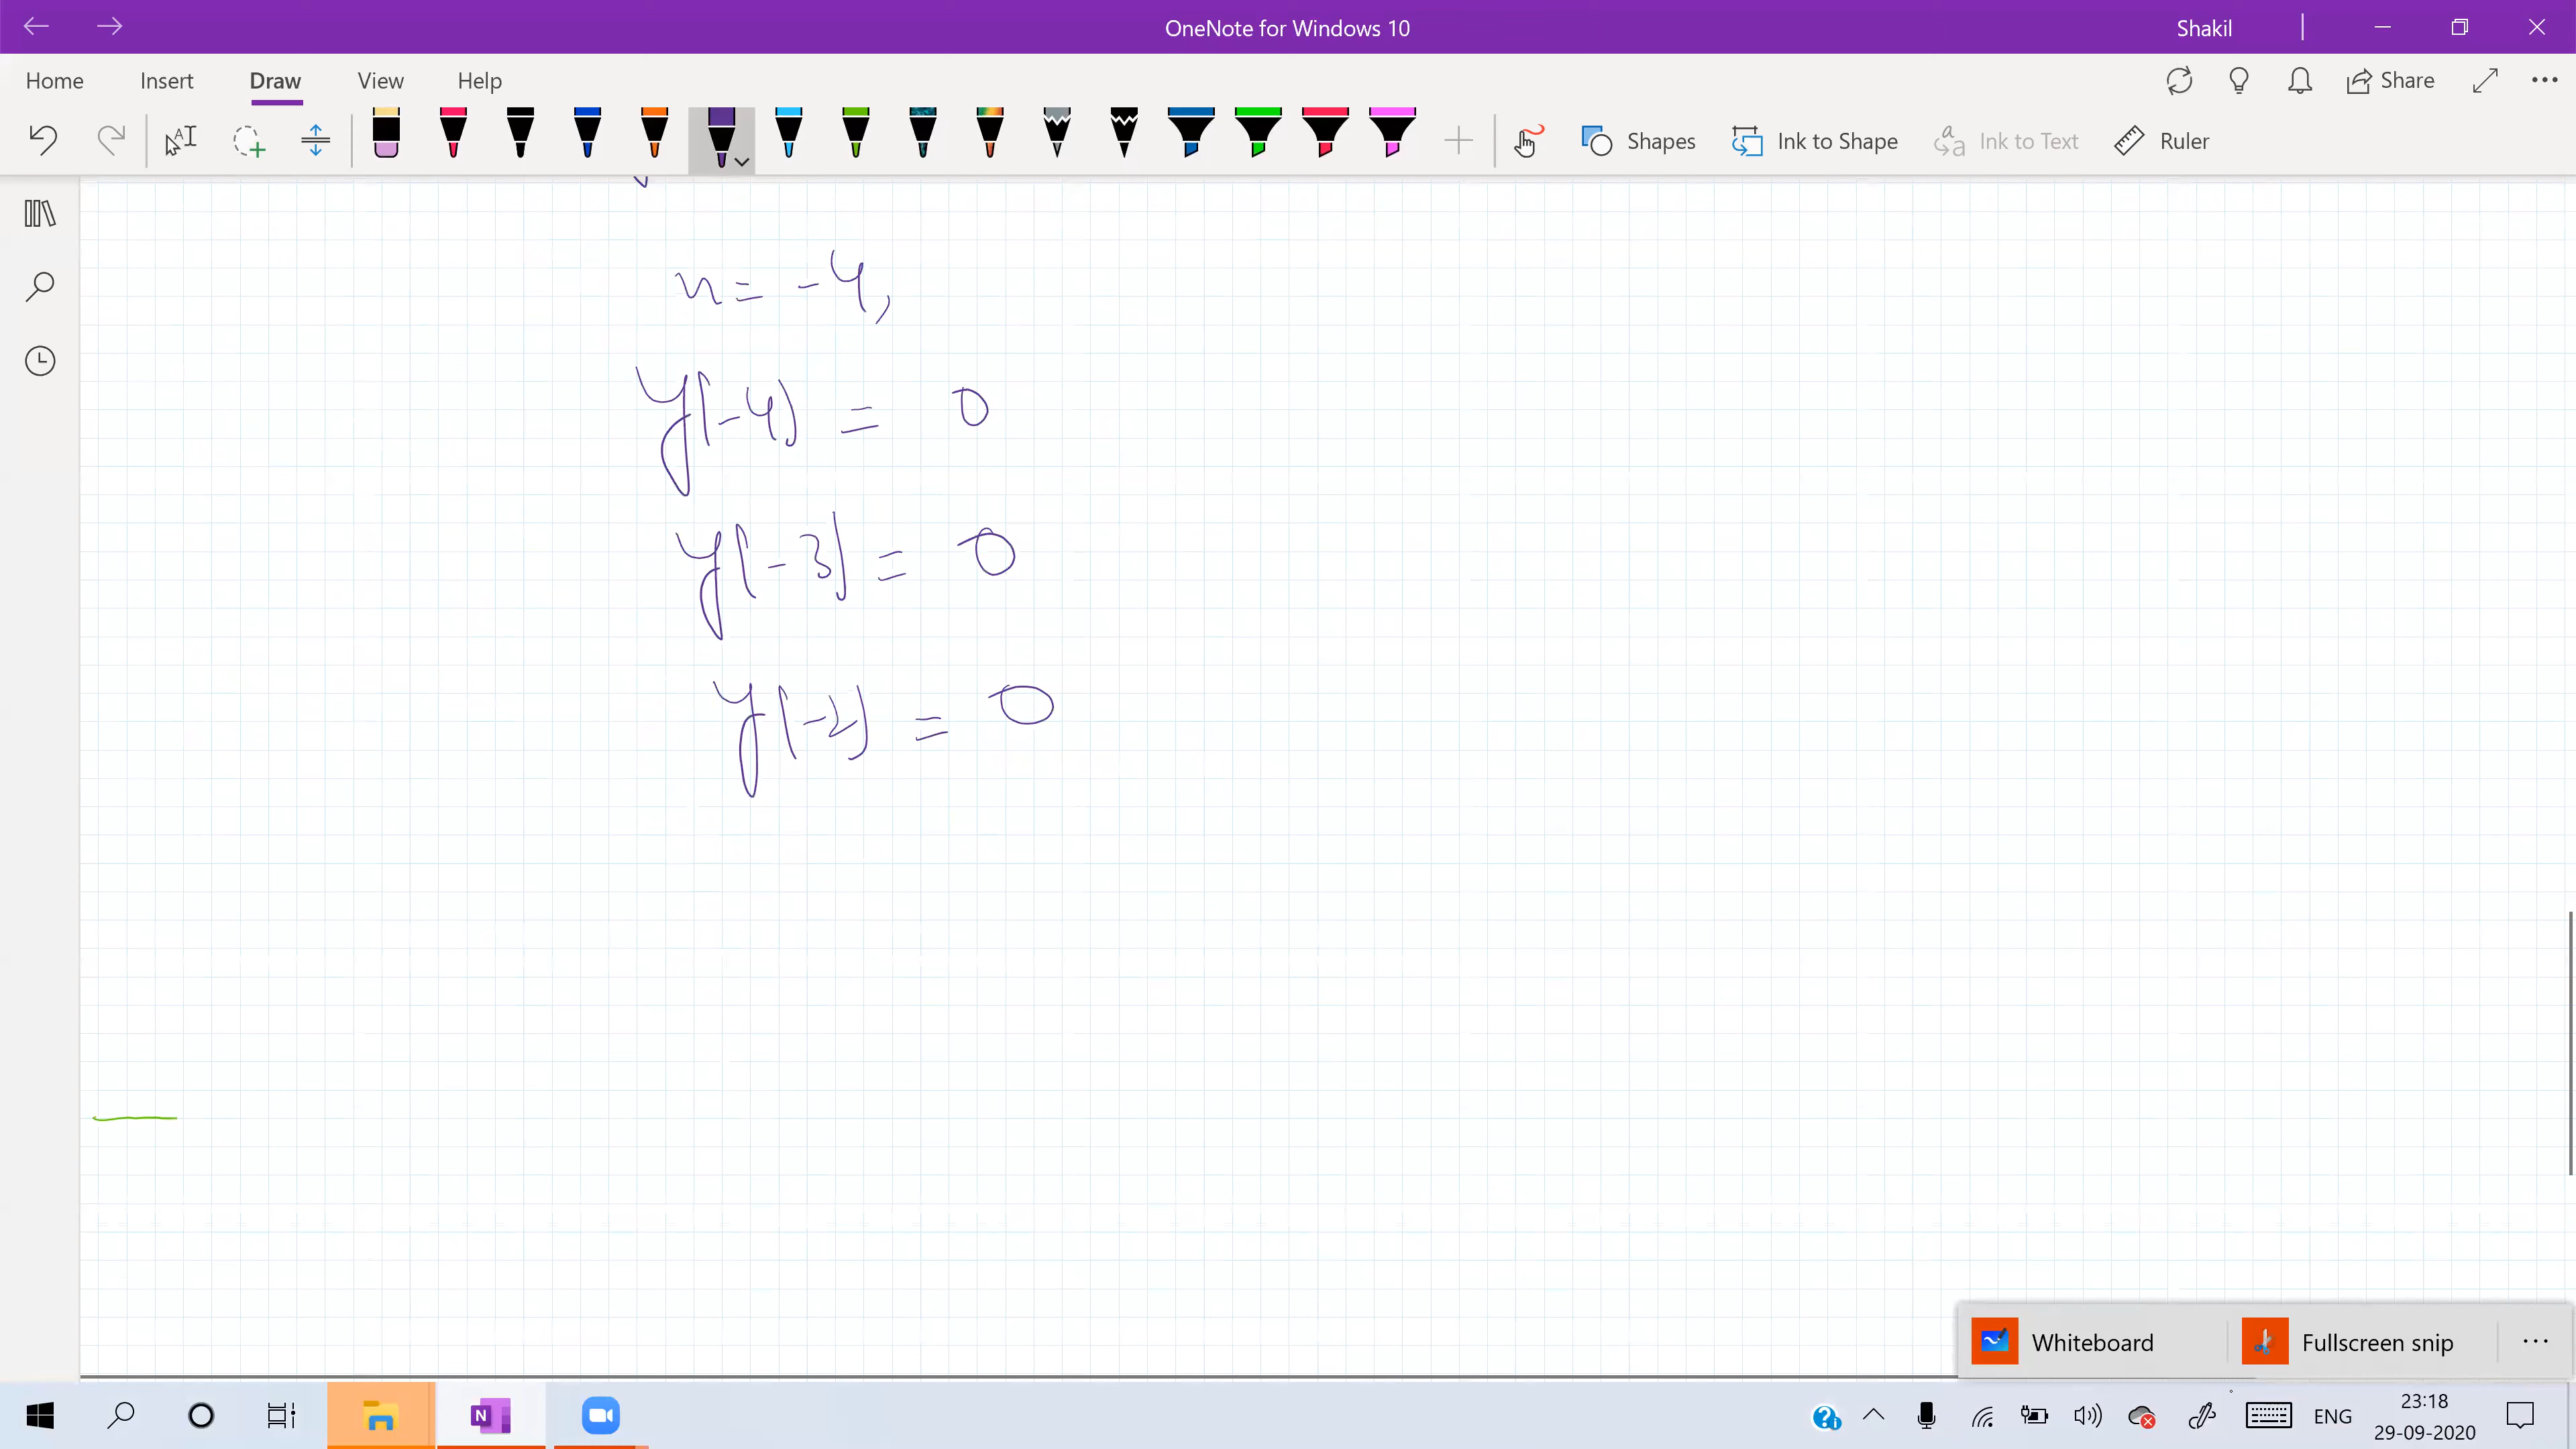 OneNote for Windows 10
Shakil
Home Insert Draw View Help
Share
Shapes
Ink to Shape
Ink to Text
Ruler
n = -4,
y(-4) = 0
y(-3) = 0
y(-2) = 0
Whiteboard
Fullscreen snip
ENG
23:18
29-09-2020